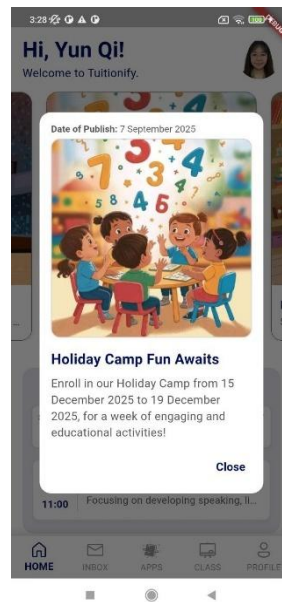 3:28
Hi, Yun Qi!
Welcome to Tuitionify.
Date of Publish: 7 September 2025
Holiday Camp Fun Awaits
Enroll in our Holiday Camp from 15
December 2025 to 19 December
2025, for a week of engaging and
educational activities!
Close
11:00 Focusing on developing speaking, li...
HOME INBOX APPS CLASS PROFILE